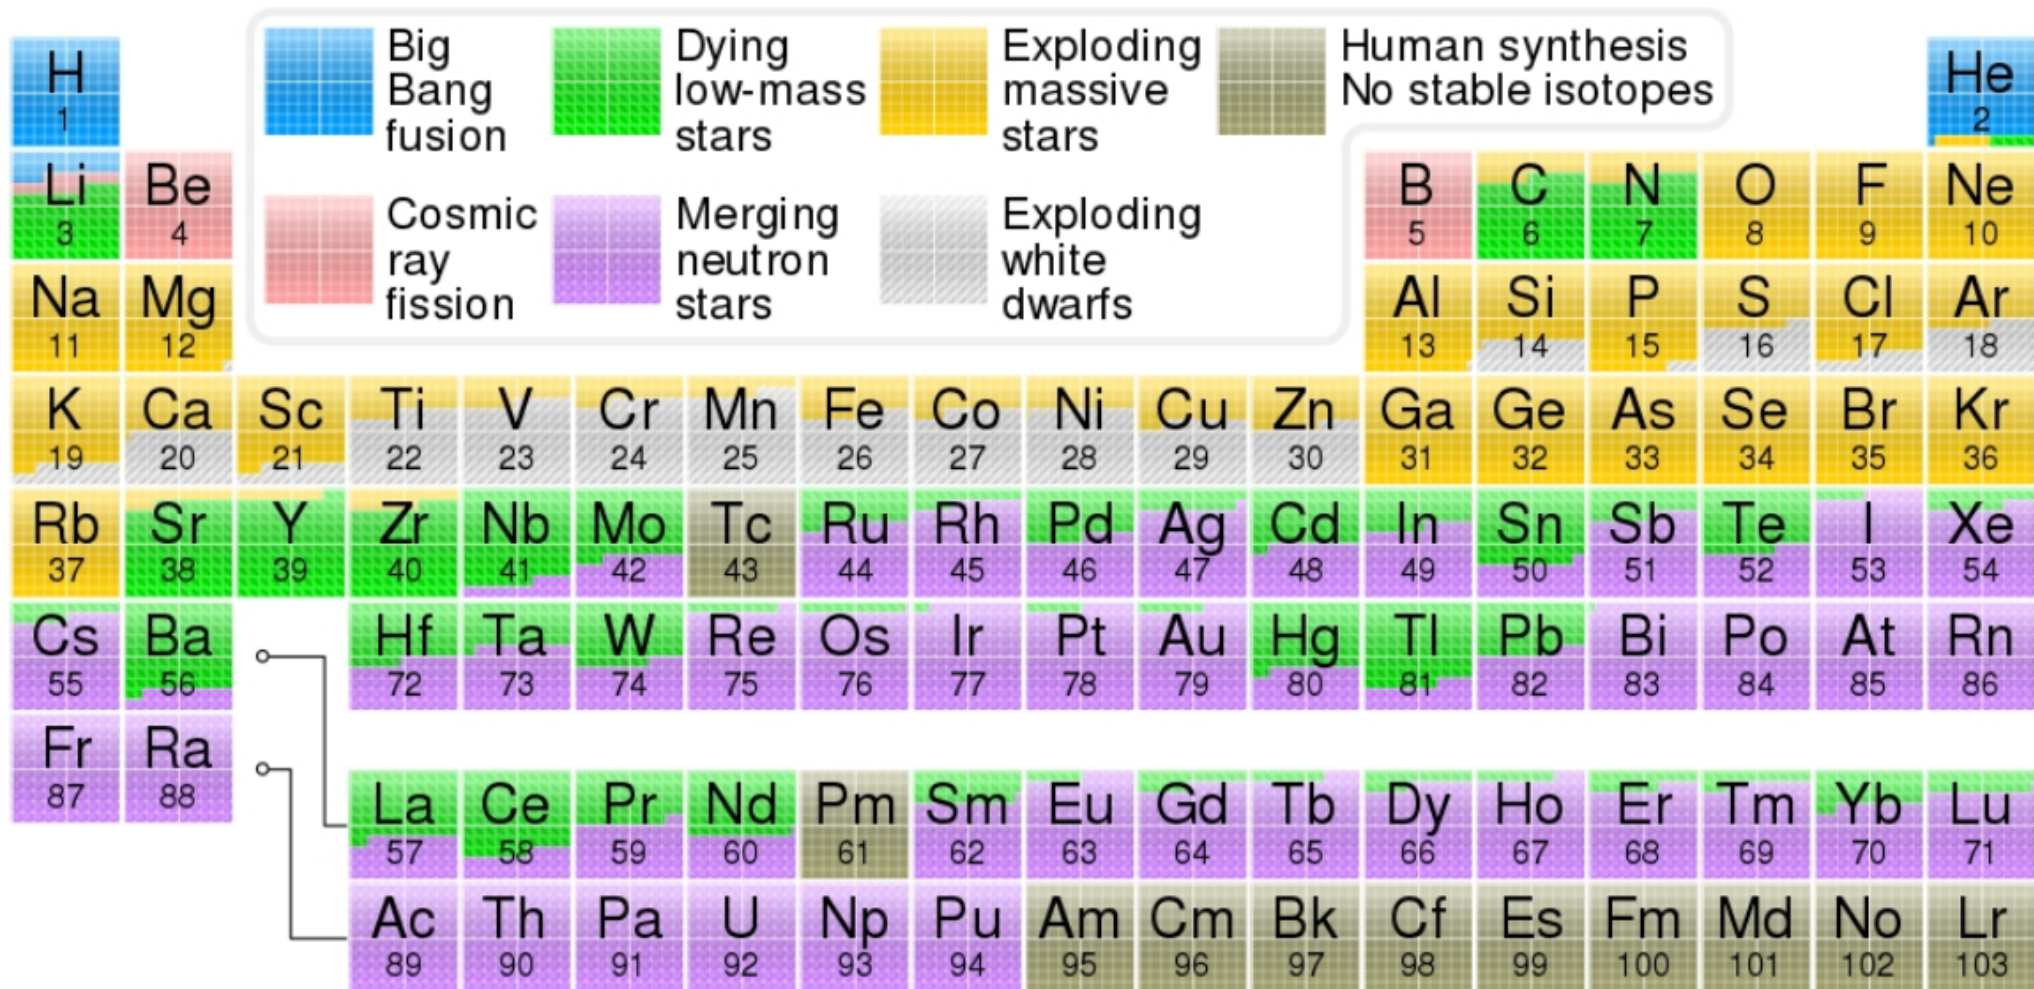 Big
Bang
fusion
Dying
low-mass
stars
Exploding
massive
stars
Human synthesis
No stable isotopes
Cosmic
ray
fission
Merging
neutron
stars
Exploding
white
dwarfs
H He
1 2
Li Be B C N O F Ne
3 4 5 6 7 8 9 10
Na Mg Al Si P S Cl Ar
11 12 13 14 15 16 17 18
K Ca Sc Ti V Cr Mn Fe Co Ni Cu Zn Ga Ge As Se Br Kr
19 20 21 22 23 24 25 26 27 28 29 30 31 32 33 34 35 36
Rb Sr Y Zr Nb Mo Tc Ru Rh Pd Ag Cd In Sn Sb Te I Xe
37 38 39 40 41 42 43 44 45 46 47 48 49 50 51 52 53 54
Cs Ba Hf Ta W Re Os Ir Pt Au Hg Tl Pb Bi Po At Rn
55 56 72 73 74 75 76 77 78 79 80 81 82 83 84 85 86
Fr Ra
87 88
La Ce Pr Nd Pm Sm Eu Gd Tb Dy Ho Er Tm Yb Lu
57 58 59 60 61 62 63 64 65 66 67 68 69 70 71
Ac Th Pa U Np Pu Am Cm Bk Cf Es Fm Md No Lr
89 90 91 92 93 94 95 96 97 98 99 100 101 102 103